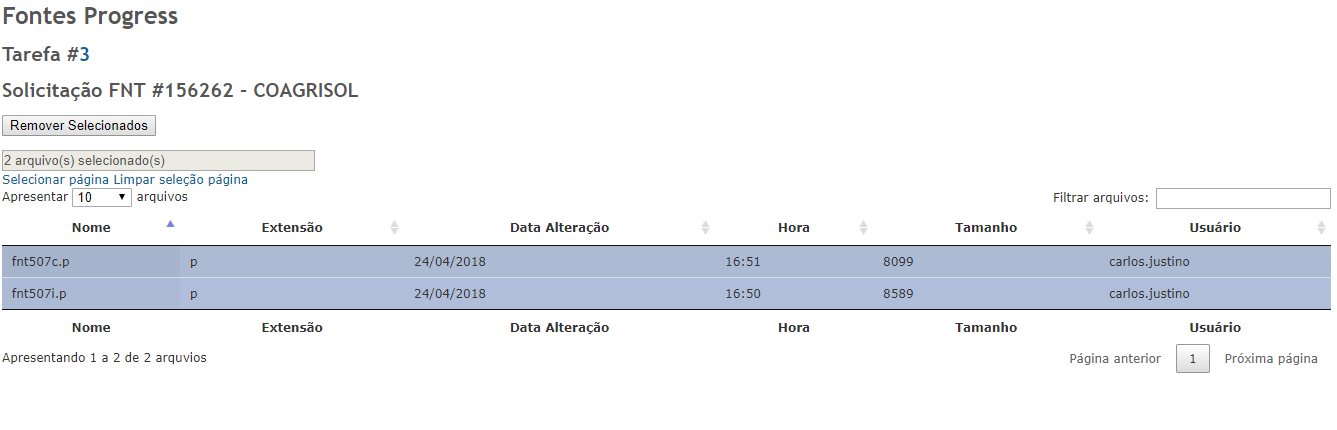 Fontes Progress
Tarefa #3
Solicitação FNT #156262 - COAGRISOL
Remover Selecionados
2 arquivo(s) selecionado(s)
Selecionar página Limpar seleção página
Apresentar 10 arquivos Filtrar arquivos:
Nome Extensão Data Alteração Hora Tamanho Usuário
fnt507c.p p 24/04/2018 16:51 8099 carlos.justino
fnt507i.p p 24/04/2018 16:50 8589 carlos.justino
Nome Extensão Data Alteração Hora Tamanho Usuário
Apresentando 1 a 2 de 2 arquvios Página anterior 1 Próxima página